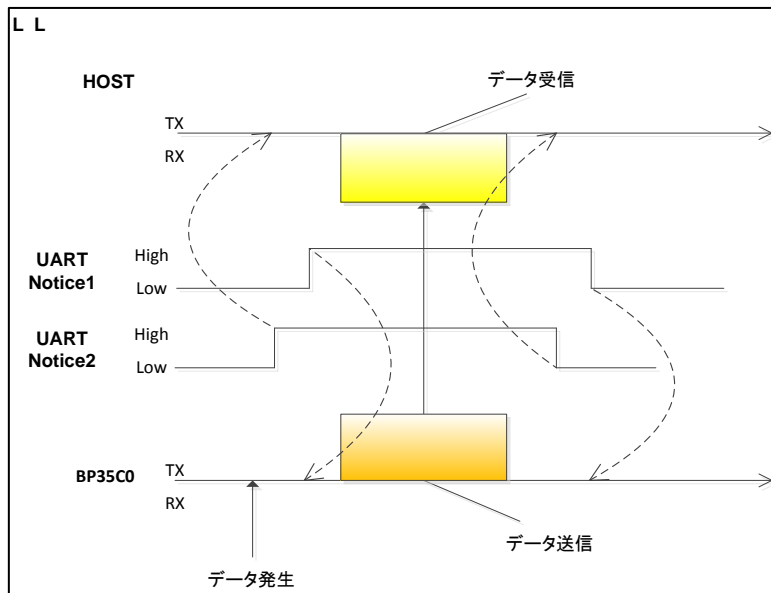 L L
HOST
データ受信
TX
RX
UART
Notice1
High
Low
UART
Notice2
High
Low
BP35C0
TX
RX
データ送信
データ発生